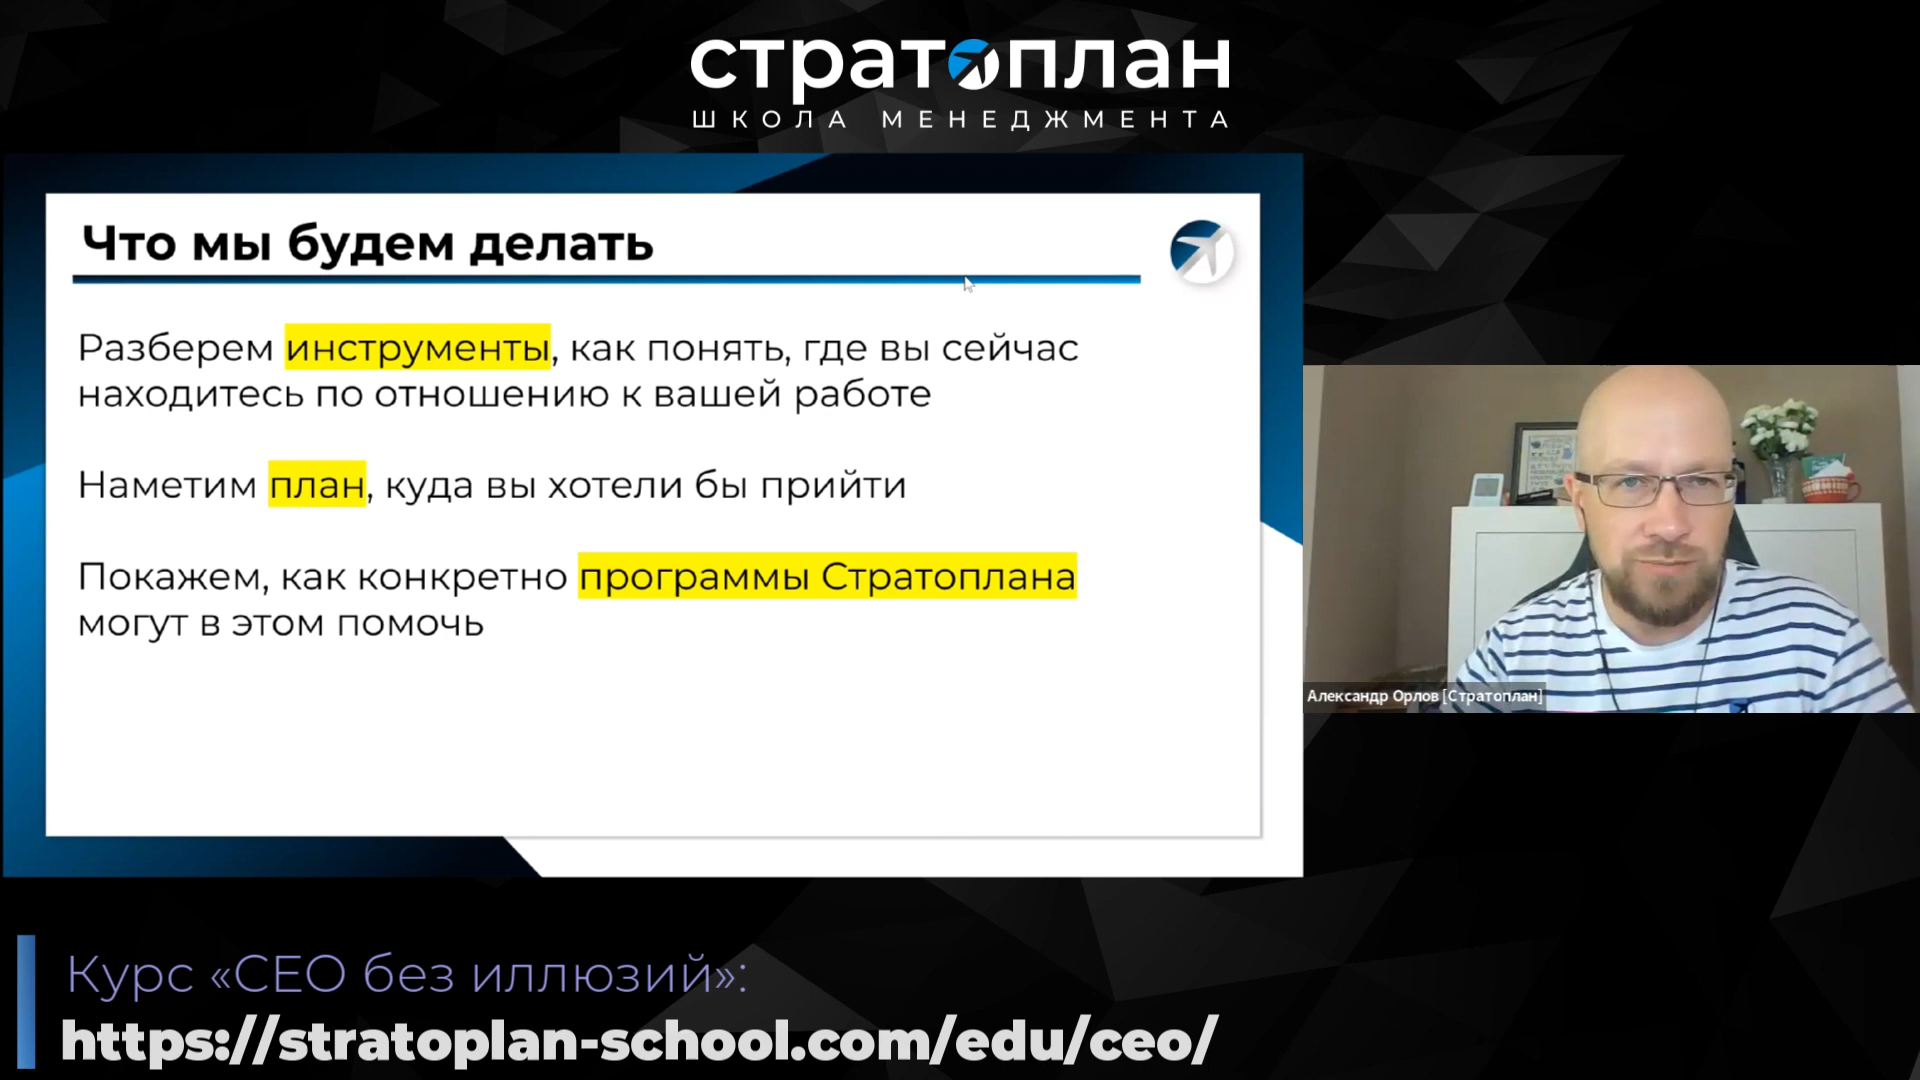 стратоплан
ШКОЛА МЕНЕДЖМЕНТА
Что мы будем делать
Разберем инструменты, как понять, где вы сейчас
находитесь по отношению к вашей работе
Наметим план, куда вы хотели бы прийти
Покажем, как конкретно программы Стратоплана
могут в этом помочь
Александр Орлов [Стратоплан]
Курс «CEO без иллюзий»:
https://stratoplan-school.com/edu/ceo/